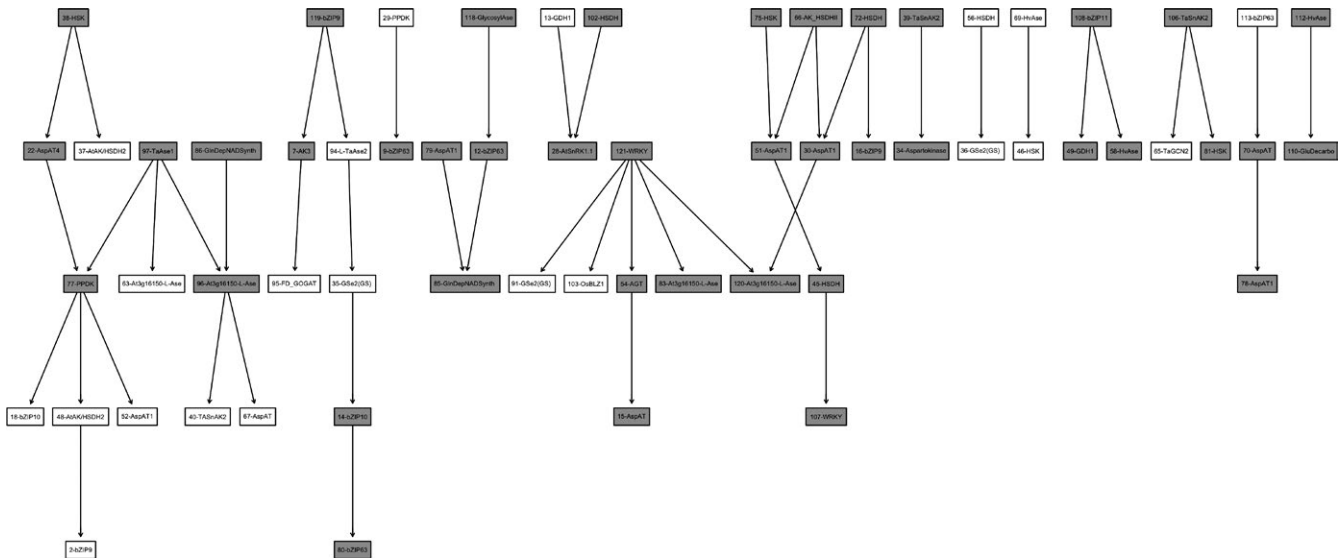 38-HSK
119-bZIP9
29-PPDK
118-GlycosylAse
13-GDH1
102-HSDH
75-HSK
66-AK_HSDHII
72-HSDH
39-TaSnAK2
56-HSDH
69-HvAse
108-bZIP11
106-TaSnAK2
113-bZIP63
112-HvAse
22-AspAT4
37-AtAK/HSDH2
97-TaAse1
86-GlnDepNADSynth
7-AK3
94-L-TaAse2
9-bZIP63
79-AspAT1
12-bZIP63
28-AtSnRK1.1
121-WRKY
51-AspAT1
30-AspAT1
16-bZIP9
34-Aspartokinase
36-GSe2(GS)
46-HSK
49-GDH1
58-HvAse
65-TaGCN2
81-HSK
70-AspAT
110-GluDecarbo
77-PPDK
63-At3g16150-L-Ase
96-At3g16150-L-Ase
95-FD_GOGAT
35-GSe2(GS)
85-GlnDepNADSynth
91-GSe2(GS)
103-OsBLZ1
54-AGT
83-At3g16150-L-Ase
120-At3g16150-L-Ase
45-HSDH
78-AspAT1
18-bZIP10
48-AtAK/HSDH2
52-AspAT1
40-TASnAK2
67-AspAT
14-bZIP10
15-AspAT
107-WRKY
2-bZIP9
80-bZIP63